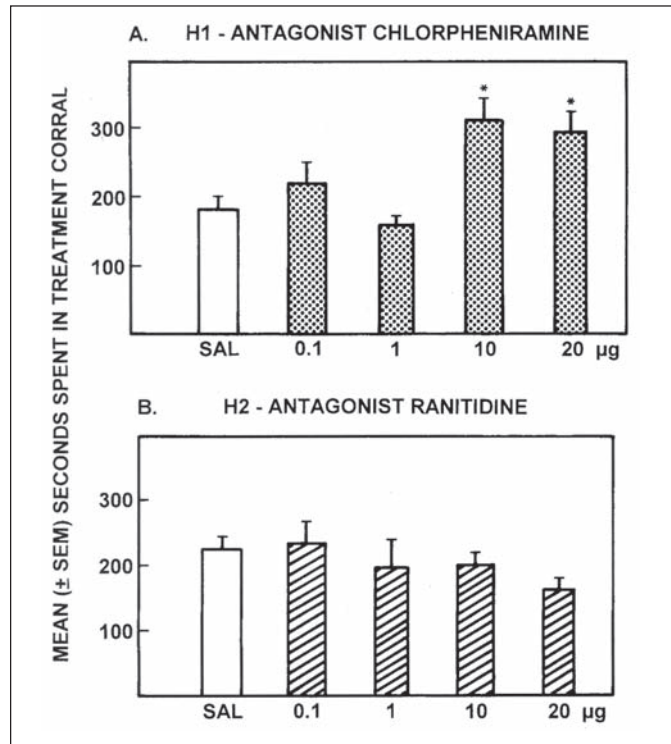 A. H1 - ANTAGONIST CHLORPHENIRAMINE
300
200
100
* *
SAL 0.1 1 10 20 µg
B. H2 - ANTAGONIST RANITIDINE
300
200
100
SAL 0.1 1 10 20 µg
MEAN (± SEM) SECONDS SPENT IN TREATMENT CORRAL